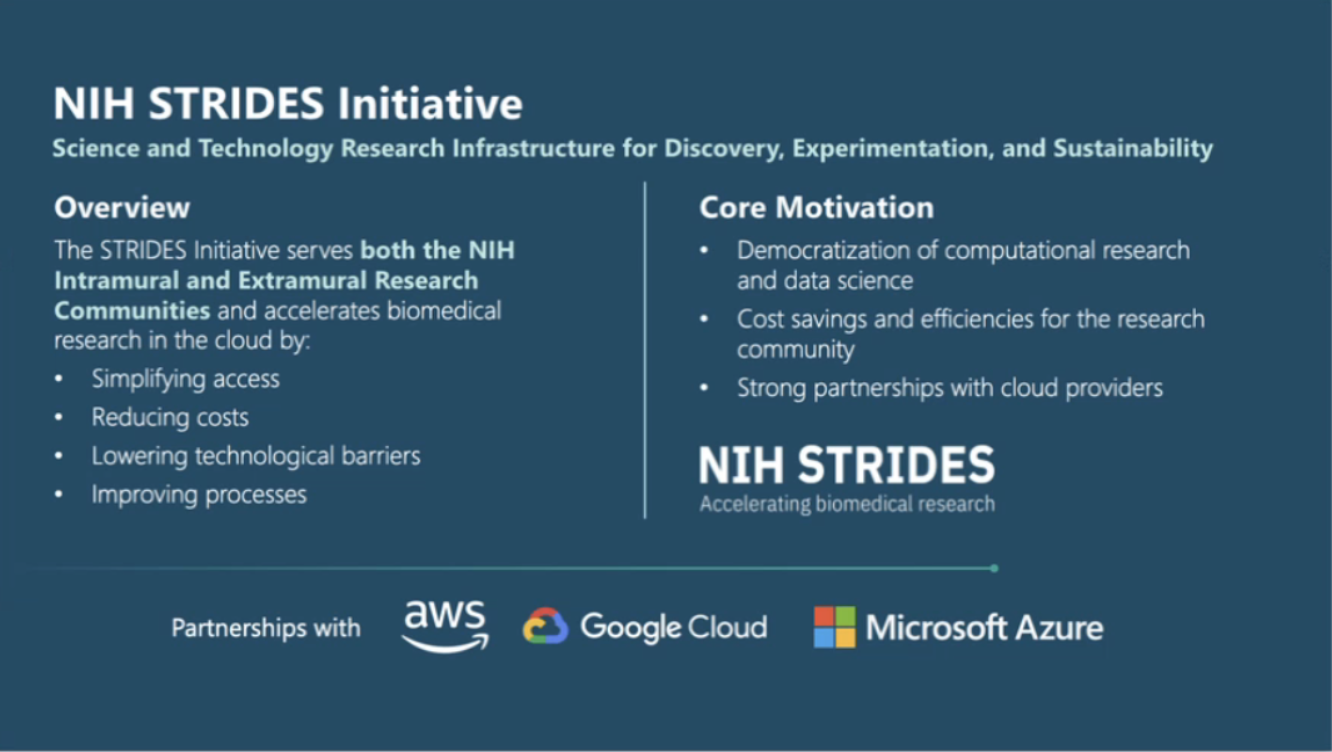 NIH STRIDES Initiative
Science and Technology Research Infrastructure for Discovery, Experimentation, and Sustainability
Overview
The STRIDES Initiative serves both the NIH
Intramural and Extramural Research
Communities and accelerates biomedical
research in the cloud by:
• Simplifying access
• Reducing costs
• Lowering technological barriers
• Improving processes
Core Motivation
• Democratization of computational research
and data science
• Cost savings and efficiencies for the research
community
• Strong partnerships with cloud providers
NIH STRIDES
Accelerating biomedical research
Partnerships with
aws
Google Cloud
Microsoft Azure